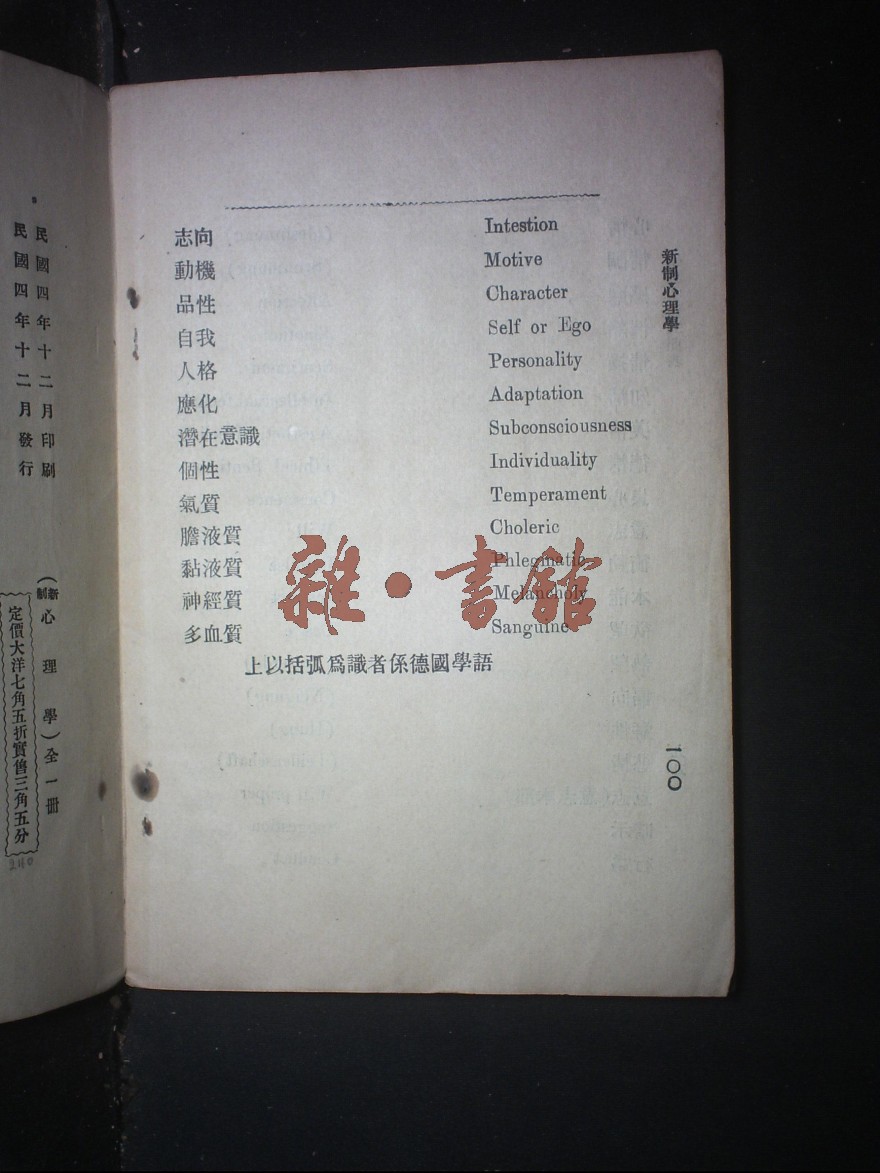 志向 Intestion
動機 Motive
品性 Character
自我 Self or Ego
人格 Personality
應化 Adaptation
潛在意識 Subconsciousness
個性 Individuality
氣質 Temperament
膽液質 Choleric
黏液質 Phlegmatic
神經質 Melancholy
多血質 Sanguine
上以括弧爲識者係德國學語
新制心理學
一〇〇
雜·書館
民國四年十二月印刷
民國四年十二月發行
(新制心理學)全一冊
定價大洋七角五折實售三角五分